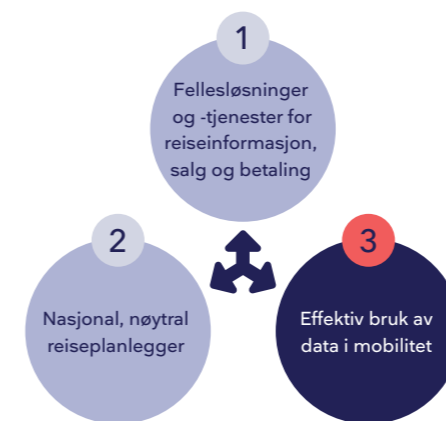 1
Fellesløsninger
og -tjenester for
reiseinformasjon,
salg og betaling
2
Nasjonal, nøytral
reiseplanlegger
3
Effektiv bruk av
data i mobilitet